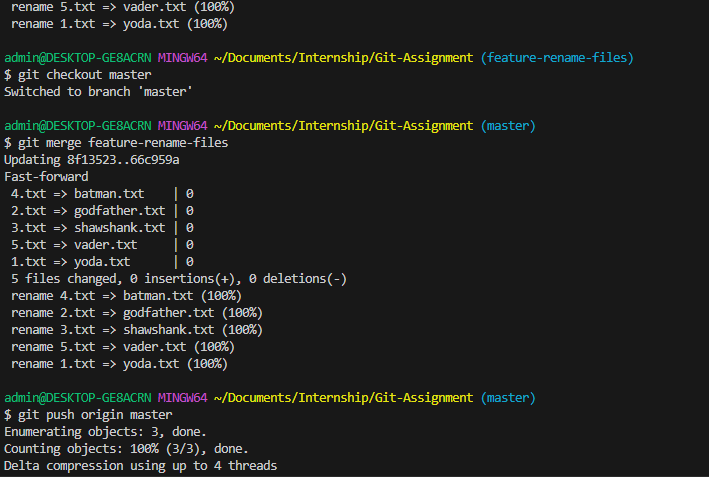 rename 5.txt => vader.txt (100%)
rename 1.txt => yoda.txt (100%)
admin@DESKTOP-GE8ACRN MINGW64 ~/Documents/Internship/Git-Assignment (feature-rename-files)
$ git checkout master
Switched to branch 'master'
admin@DESKTOP-GE8ACRN MINGW64 ~/Documents/Internship/Git-Assignment (master)
$ git merge feature-rename-files
Updating 8f13523..66c959a
Fast-forward
4.txt => batman.txt    | 0
2.txt => godfather.txt | 0
3.txt => shawshank.txt | 0
5.txt => vader.txt     | 0
1.txt => yoda.txt      | 0
5 files changed, 0 insertions(+), 0 deletions(-)
rename 4.txt => batman.txt (100%)
rename 2.txt => godfather.txt (100%)
rename 3.txt => shawshank.txt (100%)
rename 5.txt => vader.txt (100%)
rename 1.txt => yoda.txt (100%)
admin@DESKTOP-GE8ACRN MINGW64 ~/Documents/Internship/Git-Assignment (master)
$ git push origin master
Enumerating objects: 3, done.
Counting objects: 100% (3/3), done.
Delta compression using up to 4 threads